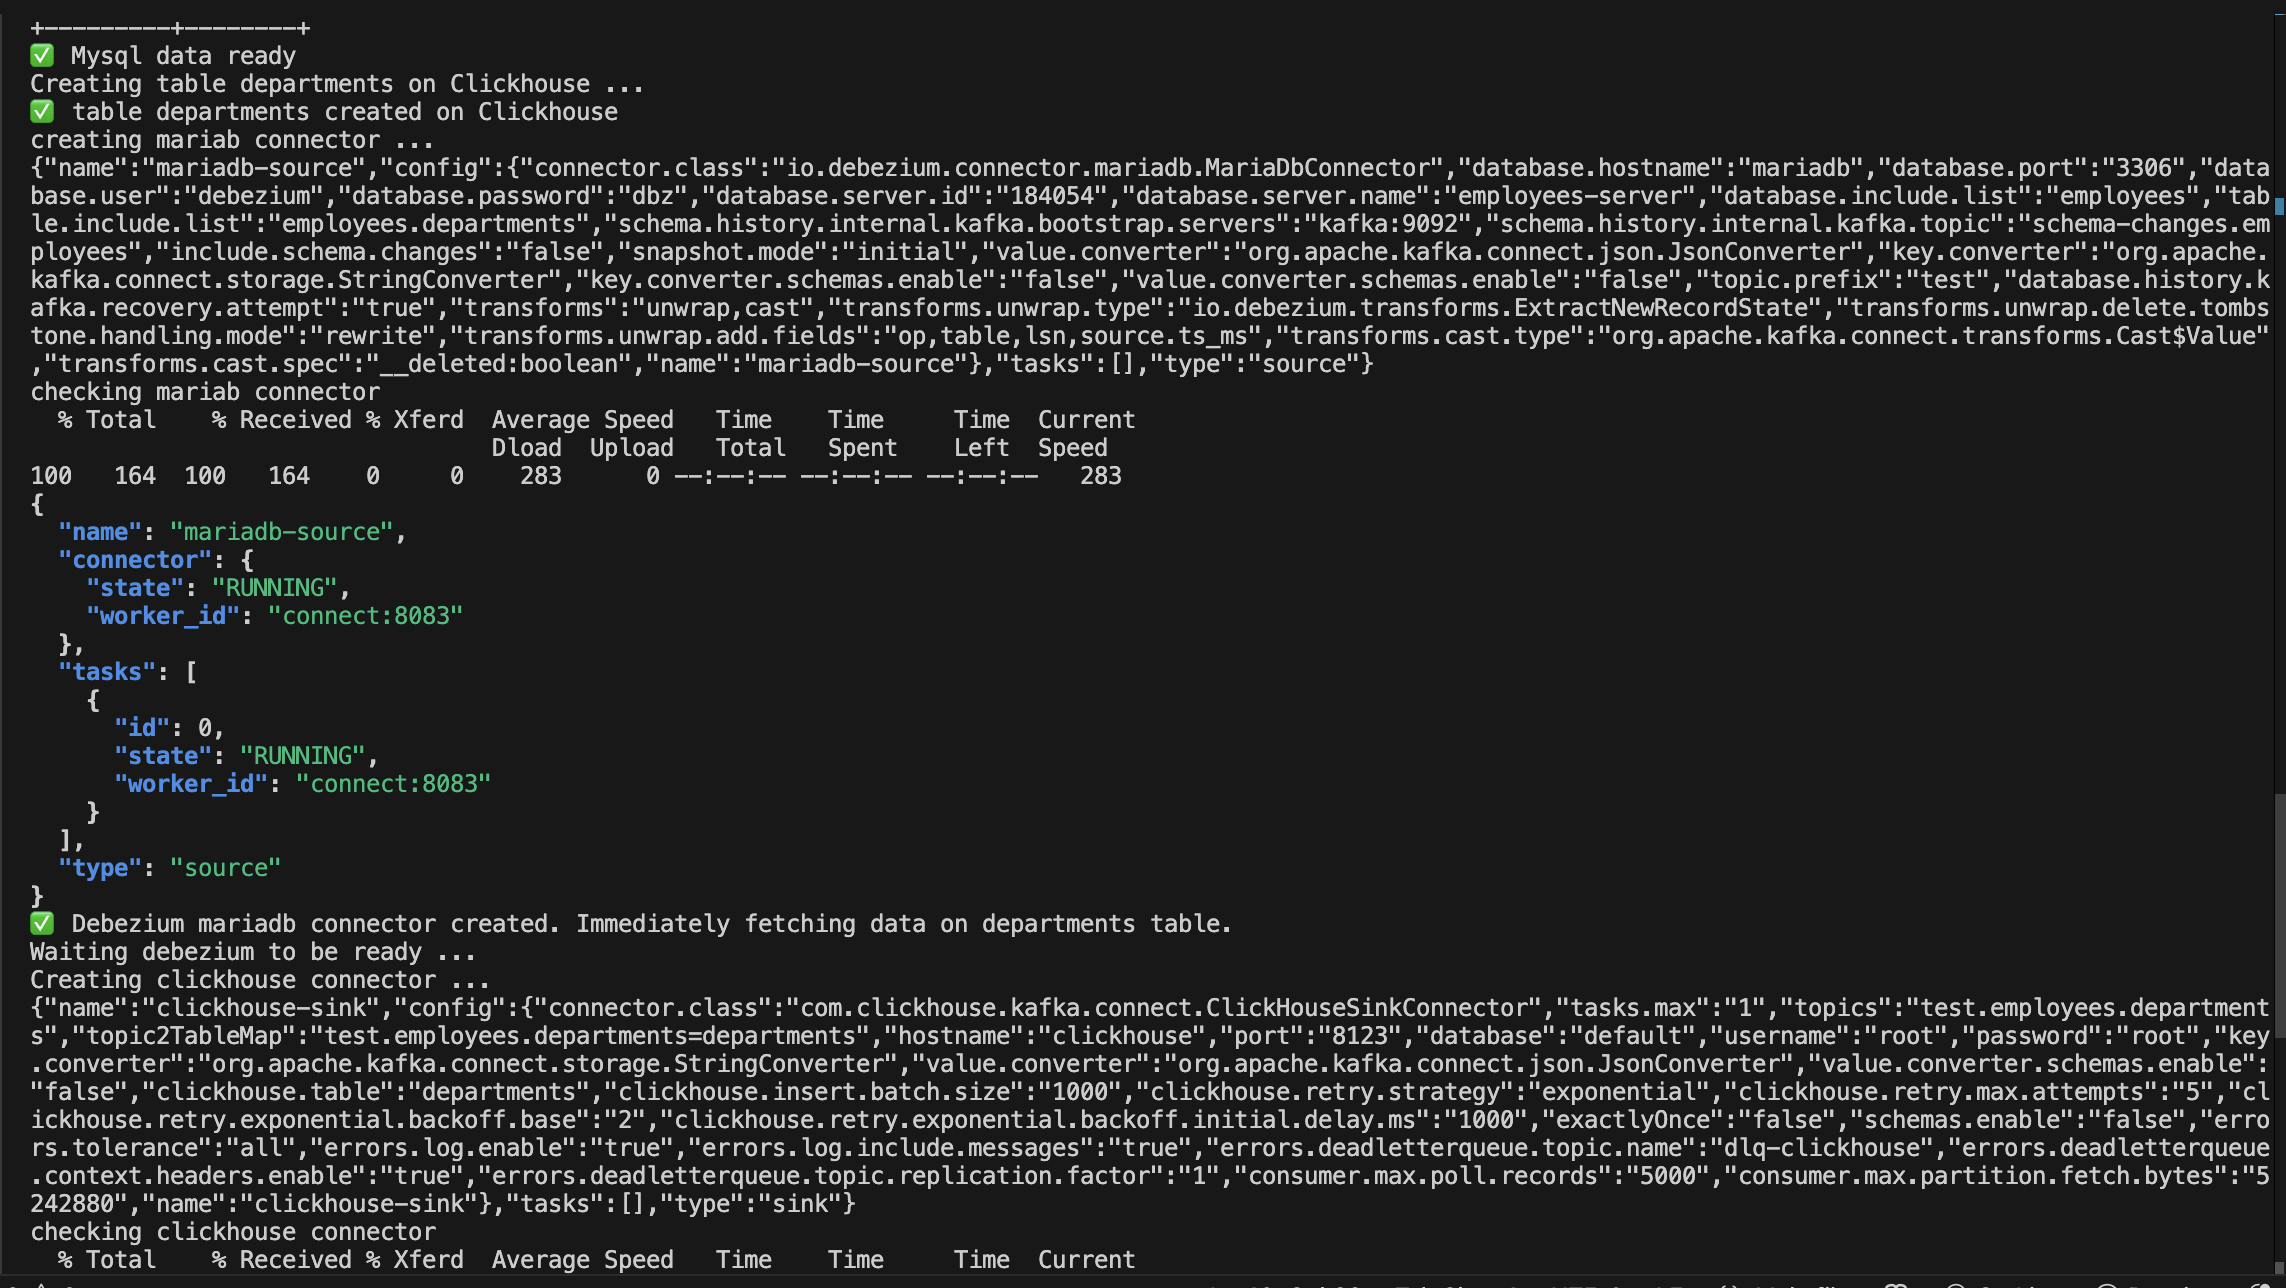 +---------+--------+
✅ Mysql data ready
Creating table departments on Clickhouse ...
✅ table departments created on Clickhouse
creating mariab connector ...
{"name":"mariadb-source","config":{"connector.class":"io.debezium.connector.mariadb.MariaDbConnector","database.hostname":"mariadb","database.port":"3306","data
base.user":"debezium","database.password":"dbz","database.server.id":"184054","database.server.name":"employees-server","database.include.list":"employees","tab
le.include.list":"employees.departments","schema.history.internal.kafka.bootstrap.servers":"kafka:9092","schema.history.internal.kafka.topic":"schema-changes.em
ployees","include.schema.changes":"false","snapshot.mode":"initial","value.converter":"org.apache.kafka.connect.json.JsonConverter","key.converter":"org.apache.
kafka.connect.storage.StringConverter","key.converter.schemas.enable":"false","value.converter.schemas.enable":"false","topic.prefix":"test","database.history.k
afka.recovery.attempt":"true","transforms":"unwrap,cast","transforms.unwrap.type":"io.debezium.transforms.ExtractNewRecordState","transforms.unwrap.delete.tombs
tone.handling.mode":"rewrite","transforms.unwrap.add.fields":"op,table,lsn,source.ts_ms","transforms.cast.type":"org.apache.kafka.connect.transforms.Cast$Value"
,"transforms.cast.spec":"__deleted:boolean","name":"mariadb-source"},"tasks":[],"type":"source"}
checking mariab connector
  % Total    % Received % Xferd  Average Speed   Time    Time     Time  Current
                                 Dload  Upload   Total   Spent    Left  Speed
100   164  100   164    0     0    283      0 --:--:-- --:--:-- --:--:--   283
{
  "name": "mariadb-source",
  "connector": {
    "state": "RUNNING",
    "worker_id": "connect:8083"
  },
  "tasks": [
    {
      "id": 0,
      "state": "RUNNING",
      "worker_id": "connect:8083"
    }
  ],
  "type": "source"
}
✅ Debezium mariadb connector created. Immediately fetching data on departments table.
Waiting debezium to be ready ...
Creating clickhouse connector ...
{"name":"clickhouse-sink","config":{"connector.class":"com.clickhouse.kafka.connect.ClickHouseSinkConnector","tasks.max":"1","topics":"test.employees.department
s","topic2TableMap":"test.employees.departments=departments","hostname":"clickhouse","port":"8123","database":"default","username":"root","password":"root","key
.converter":"org.apache.kafka.connect.storage.StringConverter","value.converter":"org.apache.kafka.connect.json.JsonConverter","value.converter.schemas.enable":
"false","clickhouse.table":"departments","clickhouse.insert.batch.size":"1000","clickhouse.retry.strategy":"exponential","clickhouse.retry.max.attempts":"5","cl
ickhouse.retry.exponential.backoff.base":"2","clickhouse.retry.exponential.backoff.initial.delay.ms":"1000","exactlyOnce":"false","schemas.enable":"false","erro
rs.tolerance":"all","errors.log.enable":"true","errors.log.include.messages":"true","errors.deadletterqueue.topic.name":"dlq-clickhouse","errors.deadletterqueue
.context.headers.enable":"true","errors.deadletterqueue.topic.replication.factor":"1","consumer.max.poll.records":"5000","consumer.max.partition.fetch.bytes":"5
242880","name":"clickhouse-sink"},"tasks":[],"type":"sink"}
checking clickhouse connector
  % Total    % Received % Xferd  Average Speed   Time    Time     Time  Current